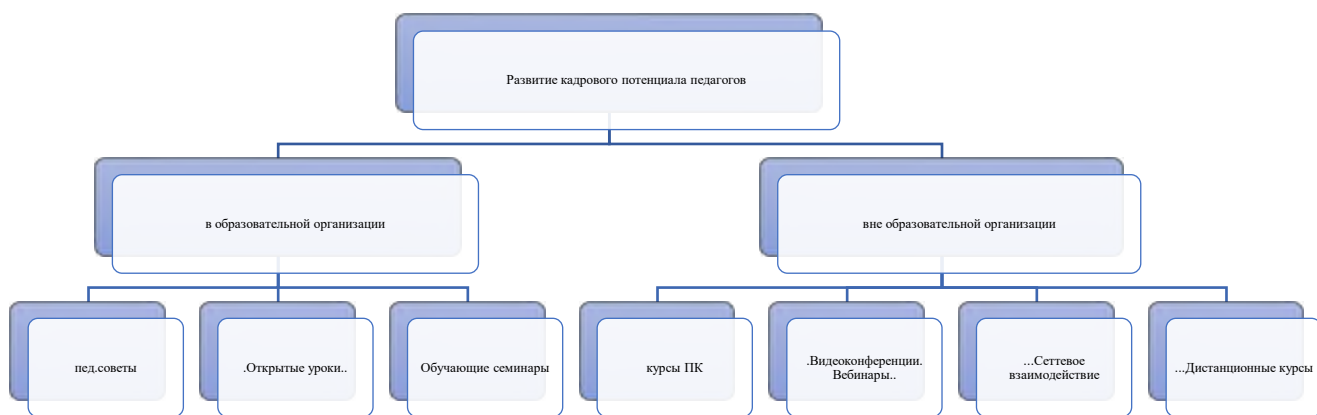 Развитие кадрового потенциала педагогов
в образовательной организации
вне образовательной организации
пед.советы
.Открытые уроки..
Обучающие семинары
курсы ПК
.Видеоконференции.
Вебинары..
...Сеттевое
взаимодействие
...Дистанционные курсы